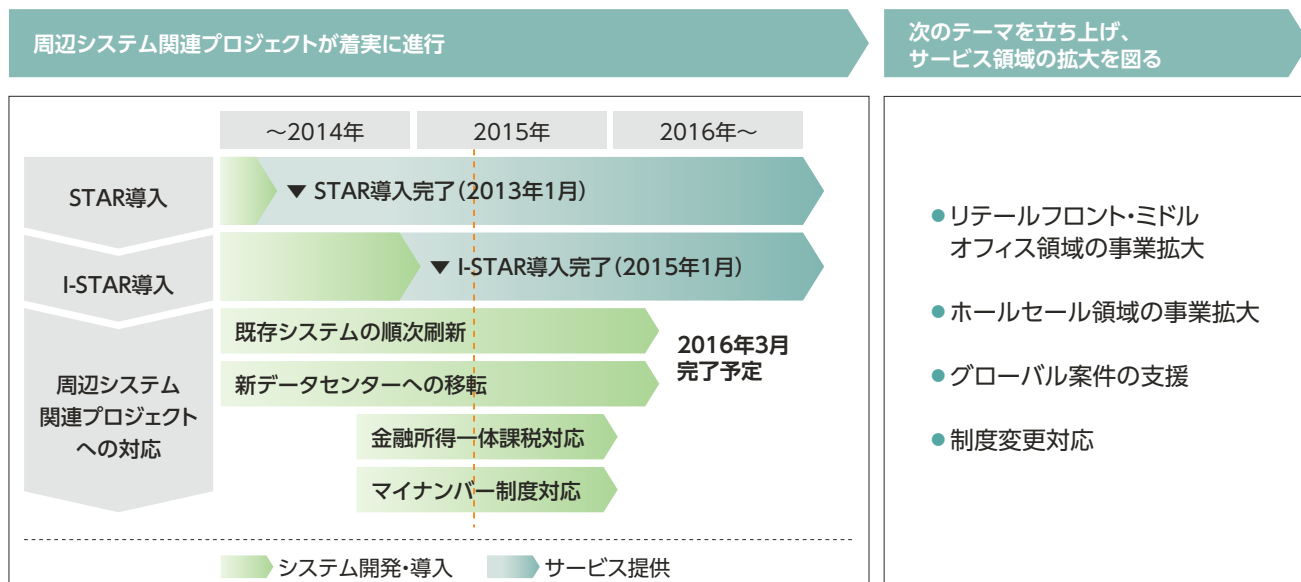 周辺システム関連プロジェクトが着実に進行
次のテーマを立ち上げ、
サービス領域の拡大を図る
～2014年
2015年
2016年～
STAR導入
▼ STAR導入完了（2013年1月）
I-STAR導入
▼ I-STAR導入完了（2015年1月）
周辺システム
関連プロジェクト
への対応
既存システムの順次刷新
新データセンターへの移転
2016年3月
完了予定
金融所得一体課税対応
マイナンバー制度対応
システム開発・導入
サービス提供
●リテールフロント・ミドル
オフィス領域の事業拡大
●ホールセール領域の事業拡大
●グローバル案件の支援
●制度変更対応